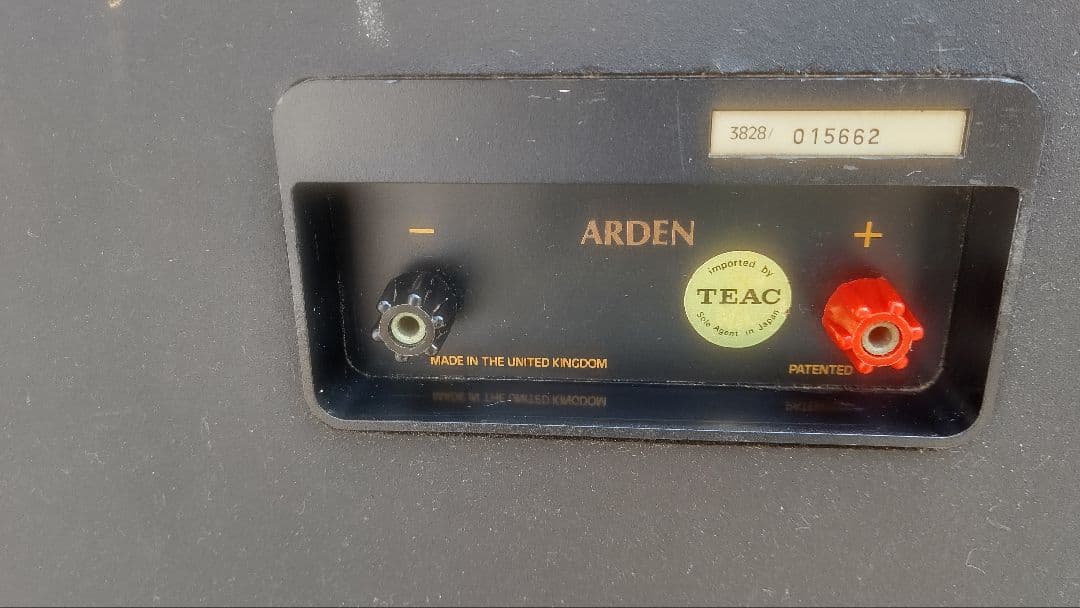 3828/ 015662
− ARDEN +
imported by
TEAC
Sole Agent in Japan
MADE IN THE UNITED KINGDOM
PATENTED